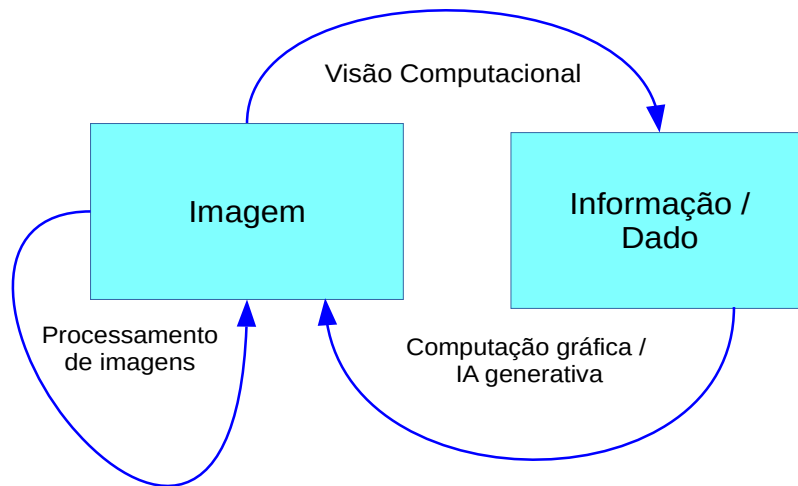 Visão Computacional
Imagem
Informação /
Dado
Processamento
de imagens
Computação gráfica /
IA generativa